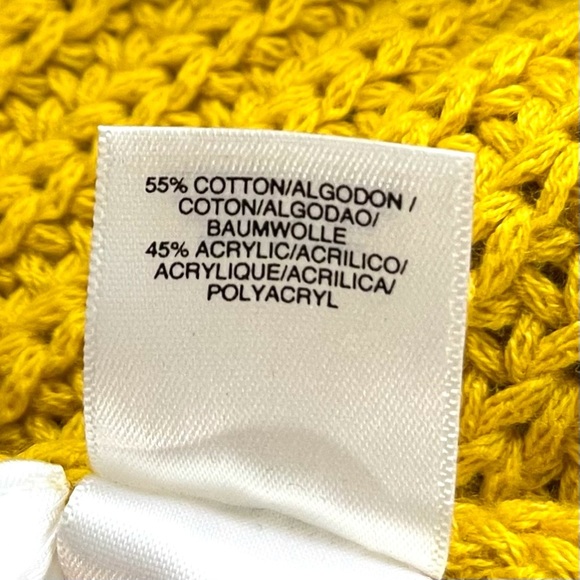 55% COTTON/ALGODON /
COTON/ALGODAO/
BAUMWOLLE
45% ACRYLIC/ACRILICO/
ACRYLIQUE/ACRILICA/
POLYACRYL